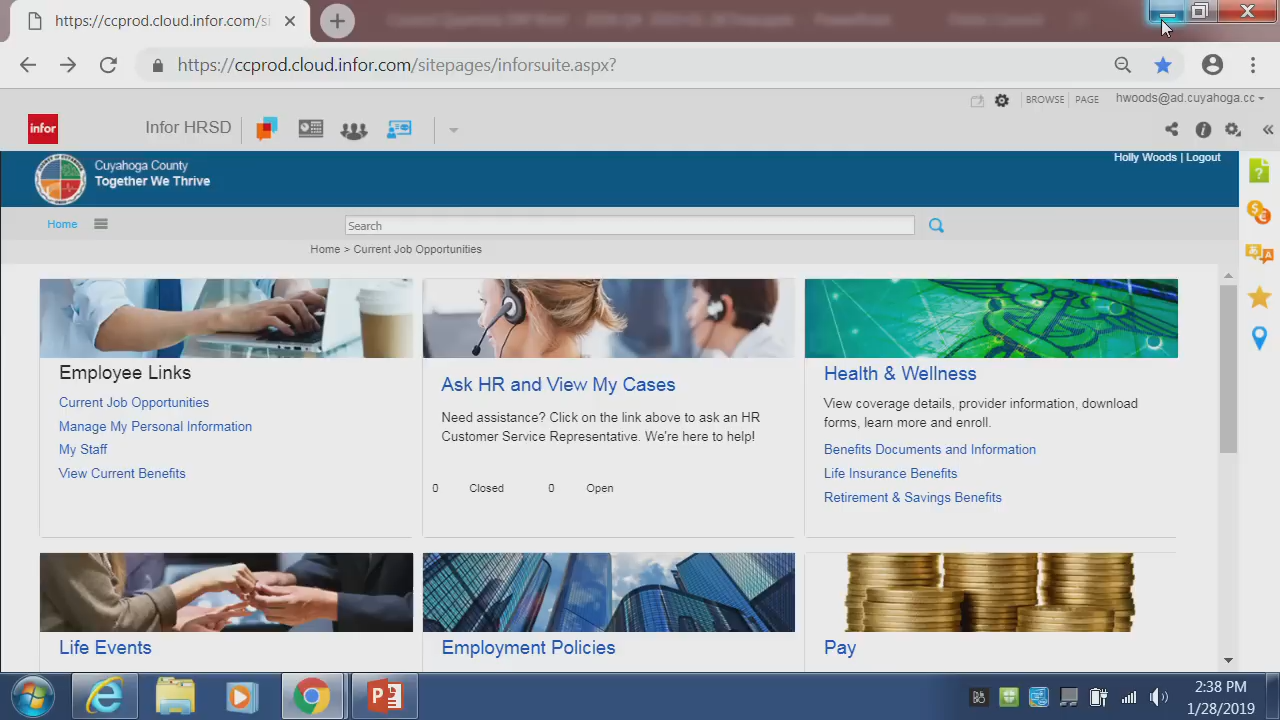 https://ccprod.cloud.infor.com/si
https://ccprod.cloud.infor.com/sitepages/inforsuite.aspx?
BROWSE PAGE hwoods@ad.cuyahoga.cc
infor Infor HRSD
Cuyahoga County
Together We Thrive
Holly Woods | Logout
Home Search
Home > Current Job Opportunities
Employee Links
Current Job Opportunities
Manage My Personal Information
My Staff
View Current Benefits
Ask HR and View My Cases
Need assistance? Click on the link above to ask an HR
Customer Service Representative. We're here to help!
0 Closed 0 Open
Health & Wellness
View coverage details, provider information, download
forms, learn more and enroll.
Benefits Documents and Information
Life Insurance Benefits
Retirement & Savings Benefits
Life Events
Employment Policies
Pay
2:38 PM
1/28/2019